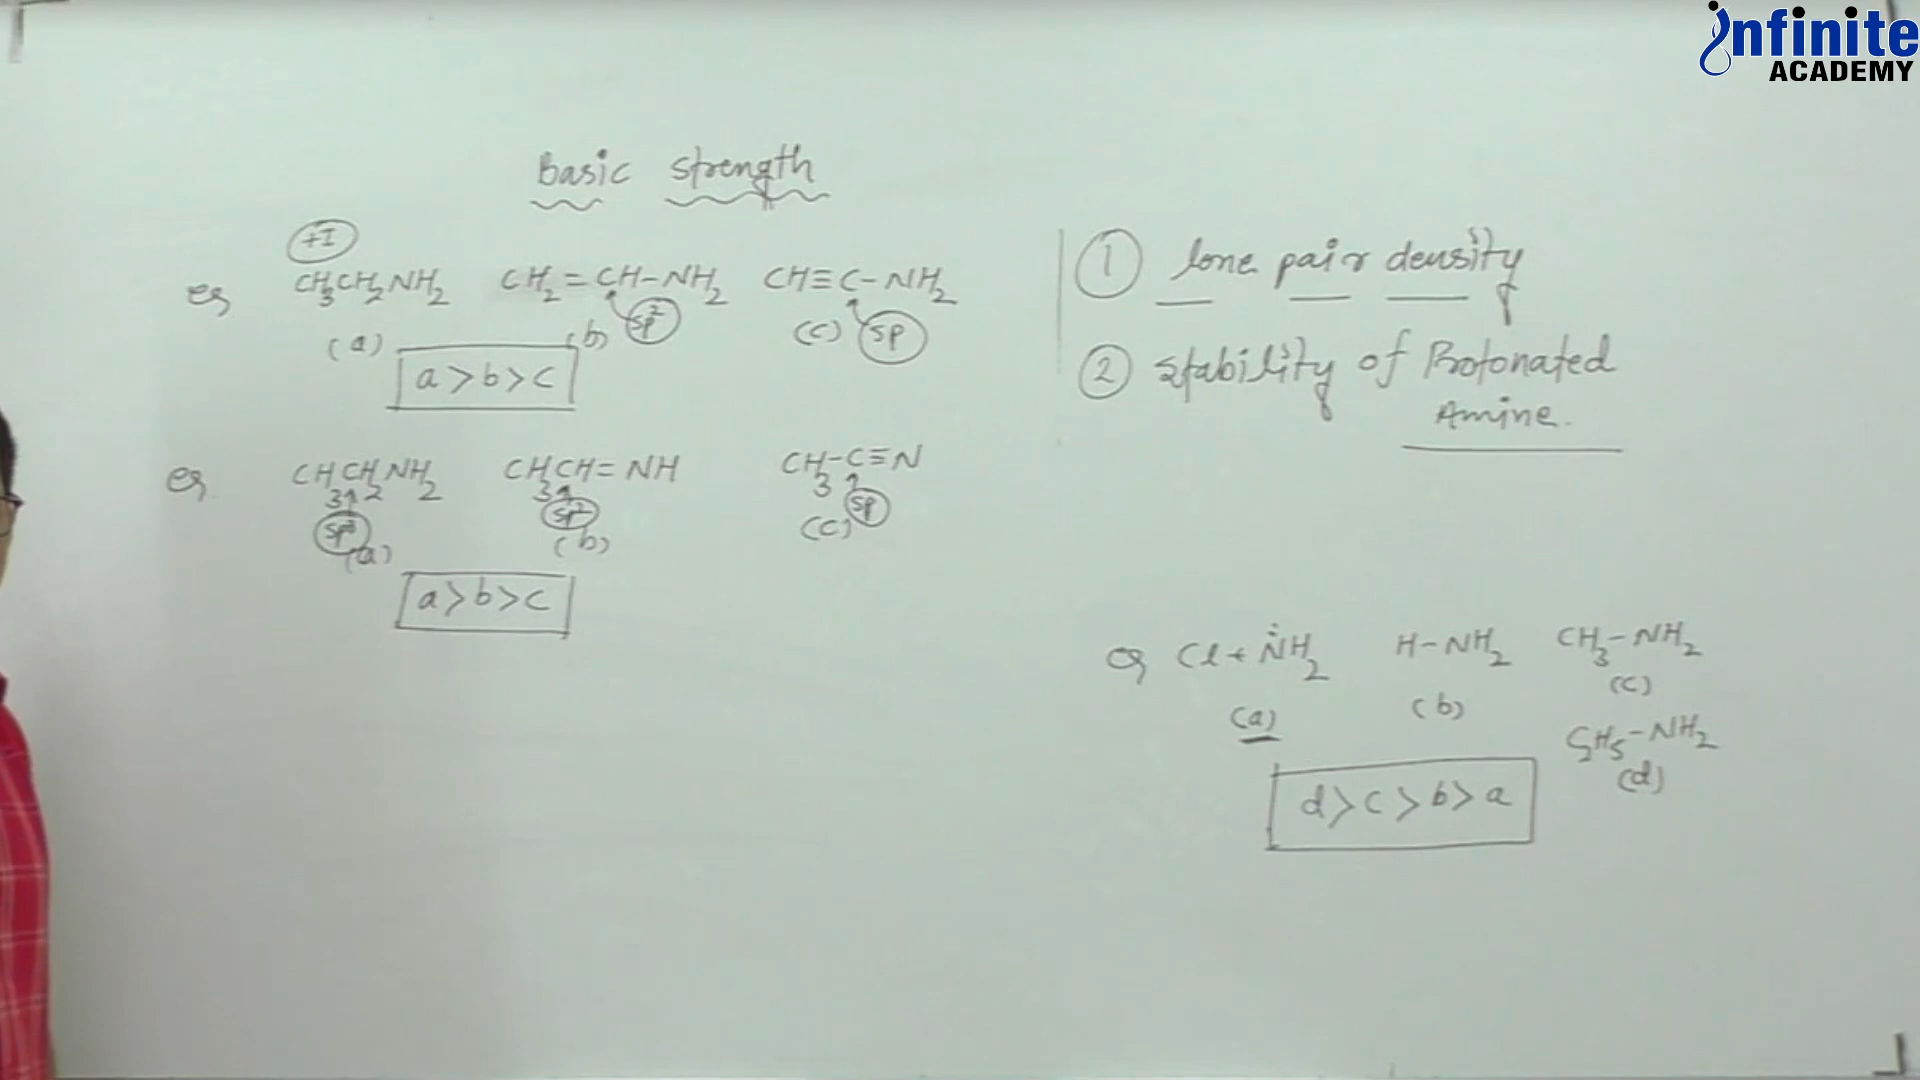 infinite
ACADEMY
Basic strength
+I
eg CH3CH2NH2 CH2=CH-NH2 CH≡C-NH2
(a) (b) sp2 (c) sp
a>b>c
① lone pair density
② stability of Protonated
Amine.
eg. CH3CH2NH2 CH3CH=NH CH3-C≡N
sp3 (a) sp2 (b) (c) sp
a>b>c
eg Cl NH2 H-NH2 CH3-NH2
(a) (b) (c)
C2H5-NH2
(d)
d>c>b>a